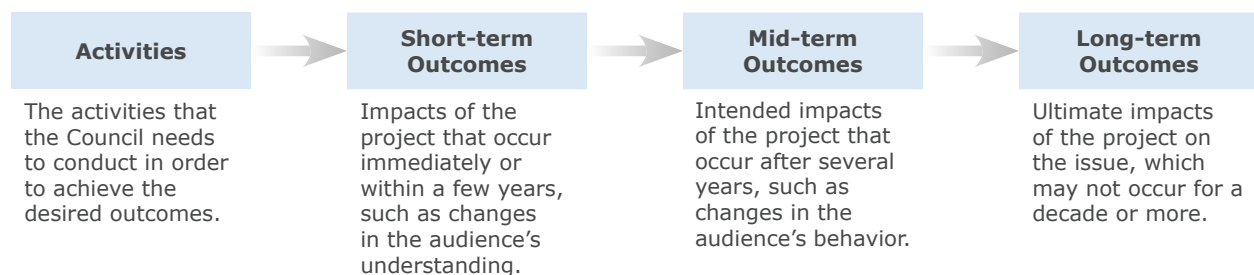 Activities
The activities that
the Council needs
to conduct in order
to achieve the
desired outcomes.
Short-term
Outcomes
Impacts of the
project that occur
immediately or
within a few years,
such as changes
in the audience's
understanding.
Mid-term
Outcomes
Intended impacts
of the project that
occur after several
years, such as
changes in the
audience's behavior.
Long-term
Outcomes
Ultimate impacts
of the project on
the issue, which
may not occur for a
decade or more.